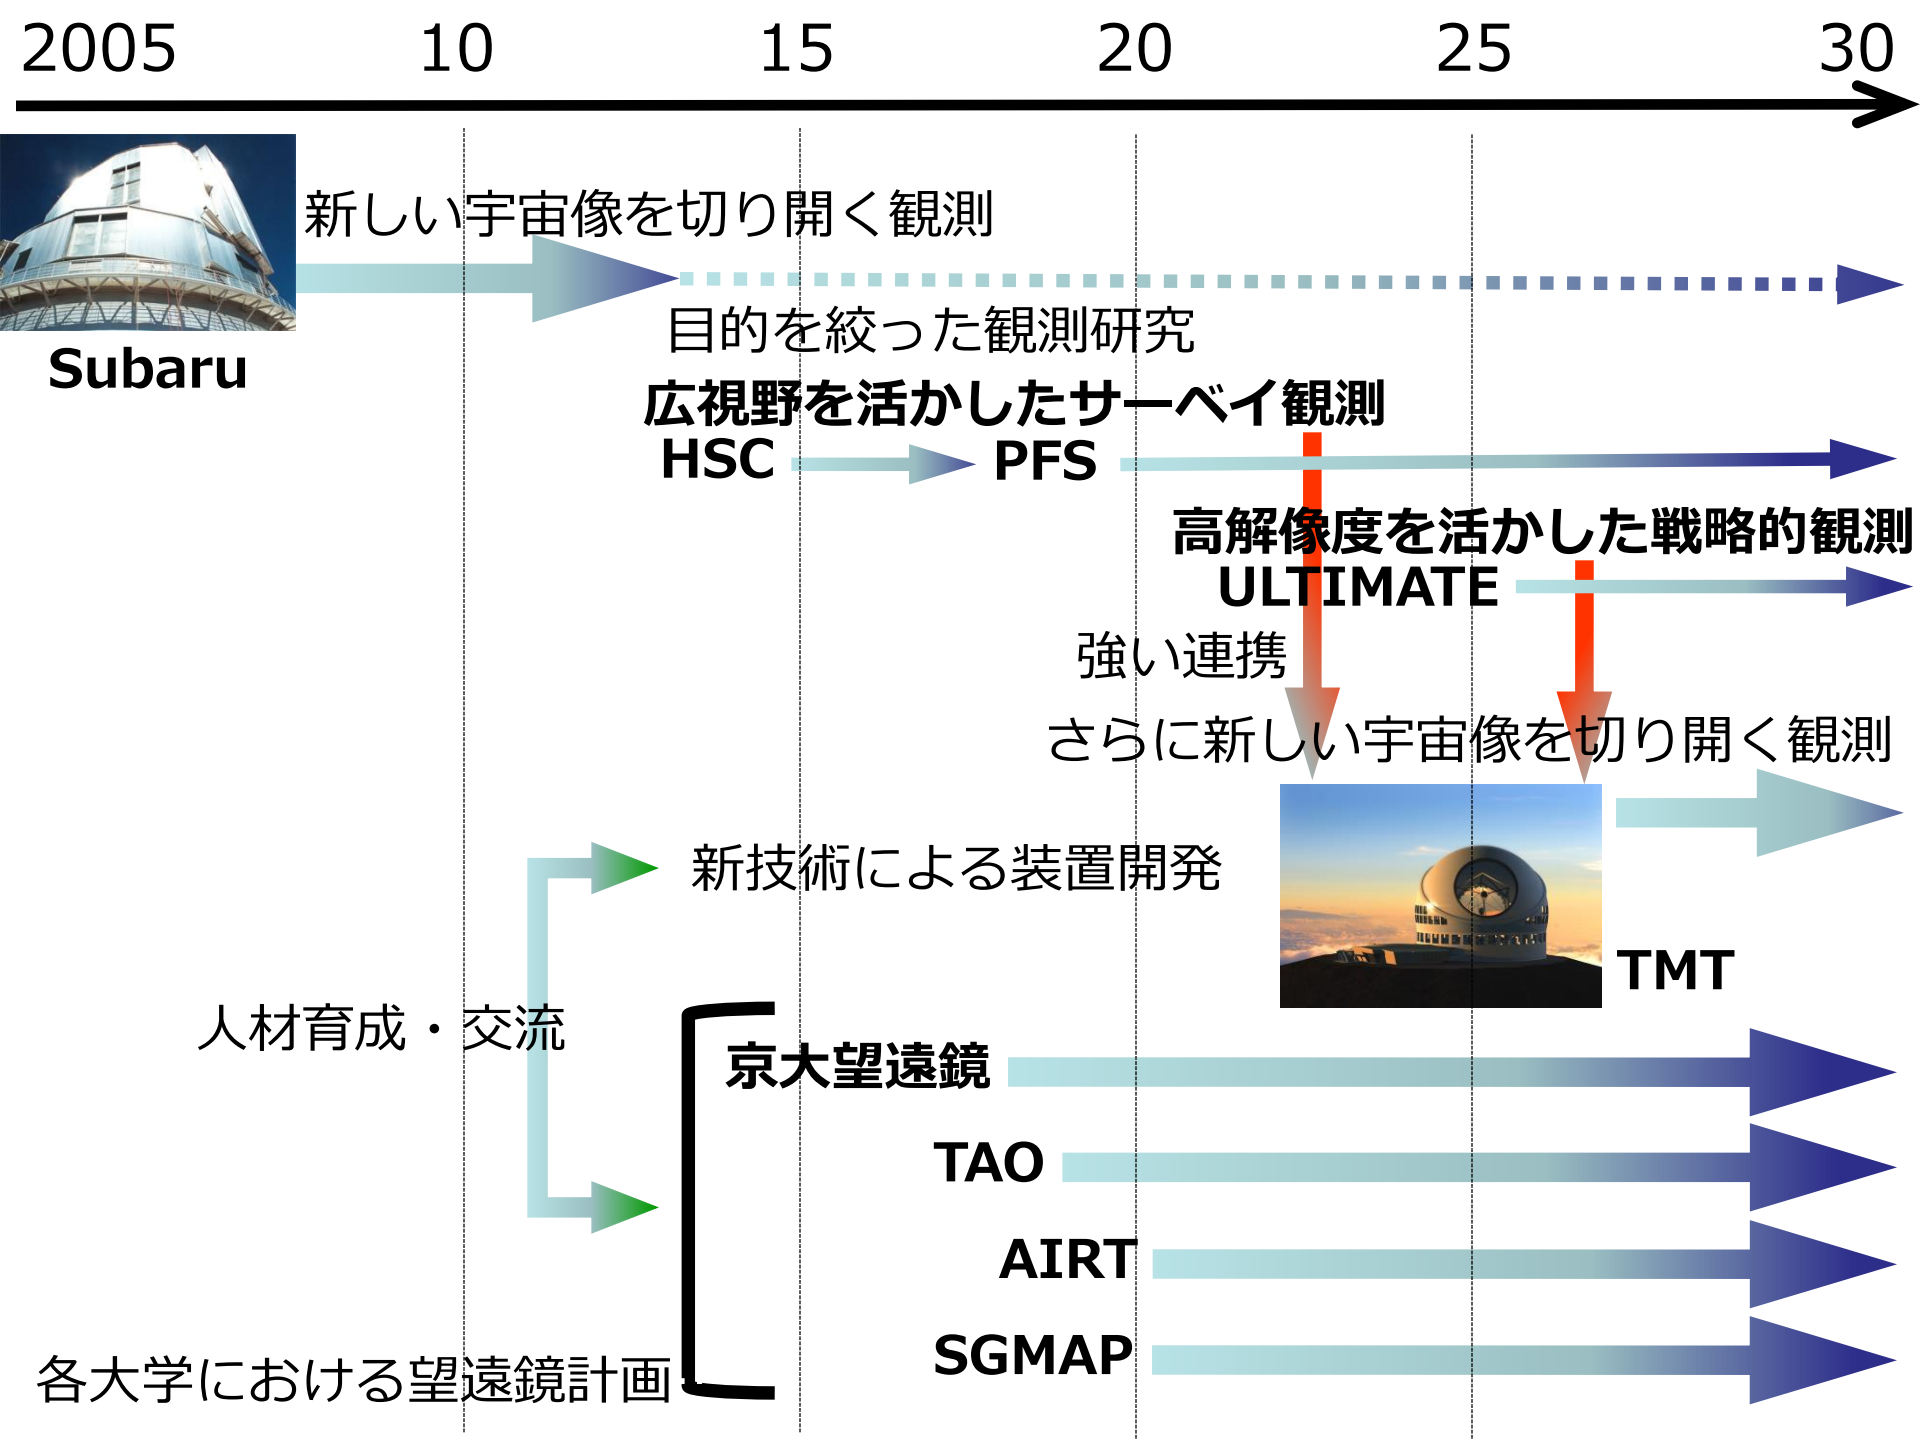 2005 10 15 20 25 30
新しい宇宙像を切り開く観測
目的を絞った観測研究
Subaru
広視野を活かしたサーベイ観測
HSC PFS
高解像度を活かした戦略的観測
ULTIMATE
強い連携
さらに新しい宇宙像を切り開く観測
新技術による装置開発
TMT
人材育成・交流
京大望遠鏡
TAO
AIRT
SGMAP
各大学における望遠鏡計画